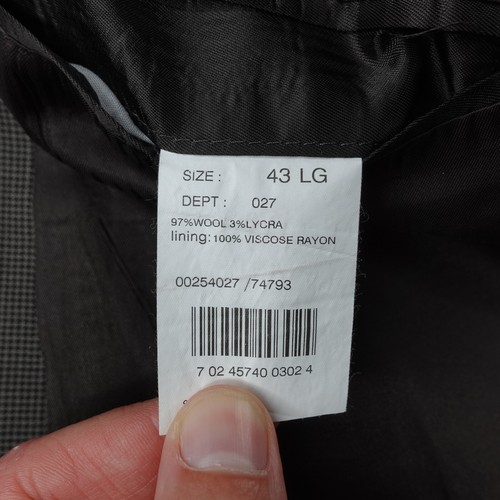 SIZE : 43 LG
DEPT : 027
97%WOOL 3%LYCRA
lining: 100% VISCOSE RAYON
00254027 /74793
7 02 45740 0302 4